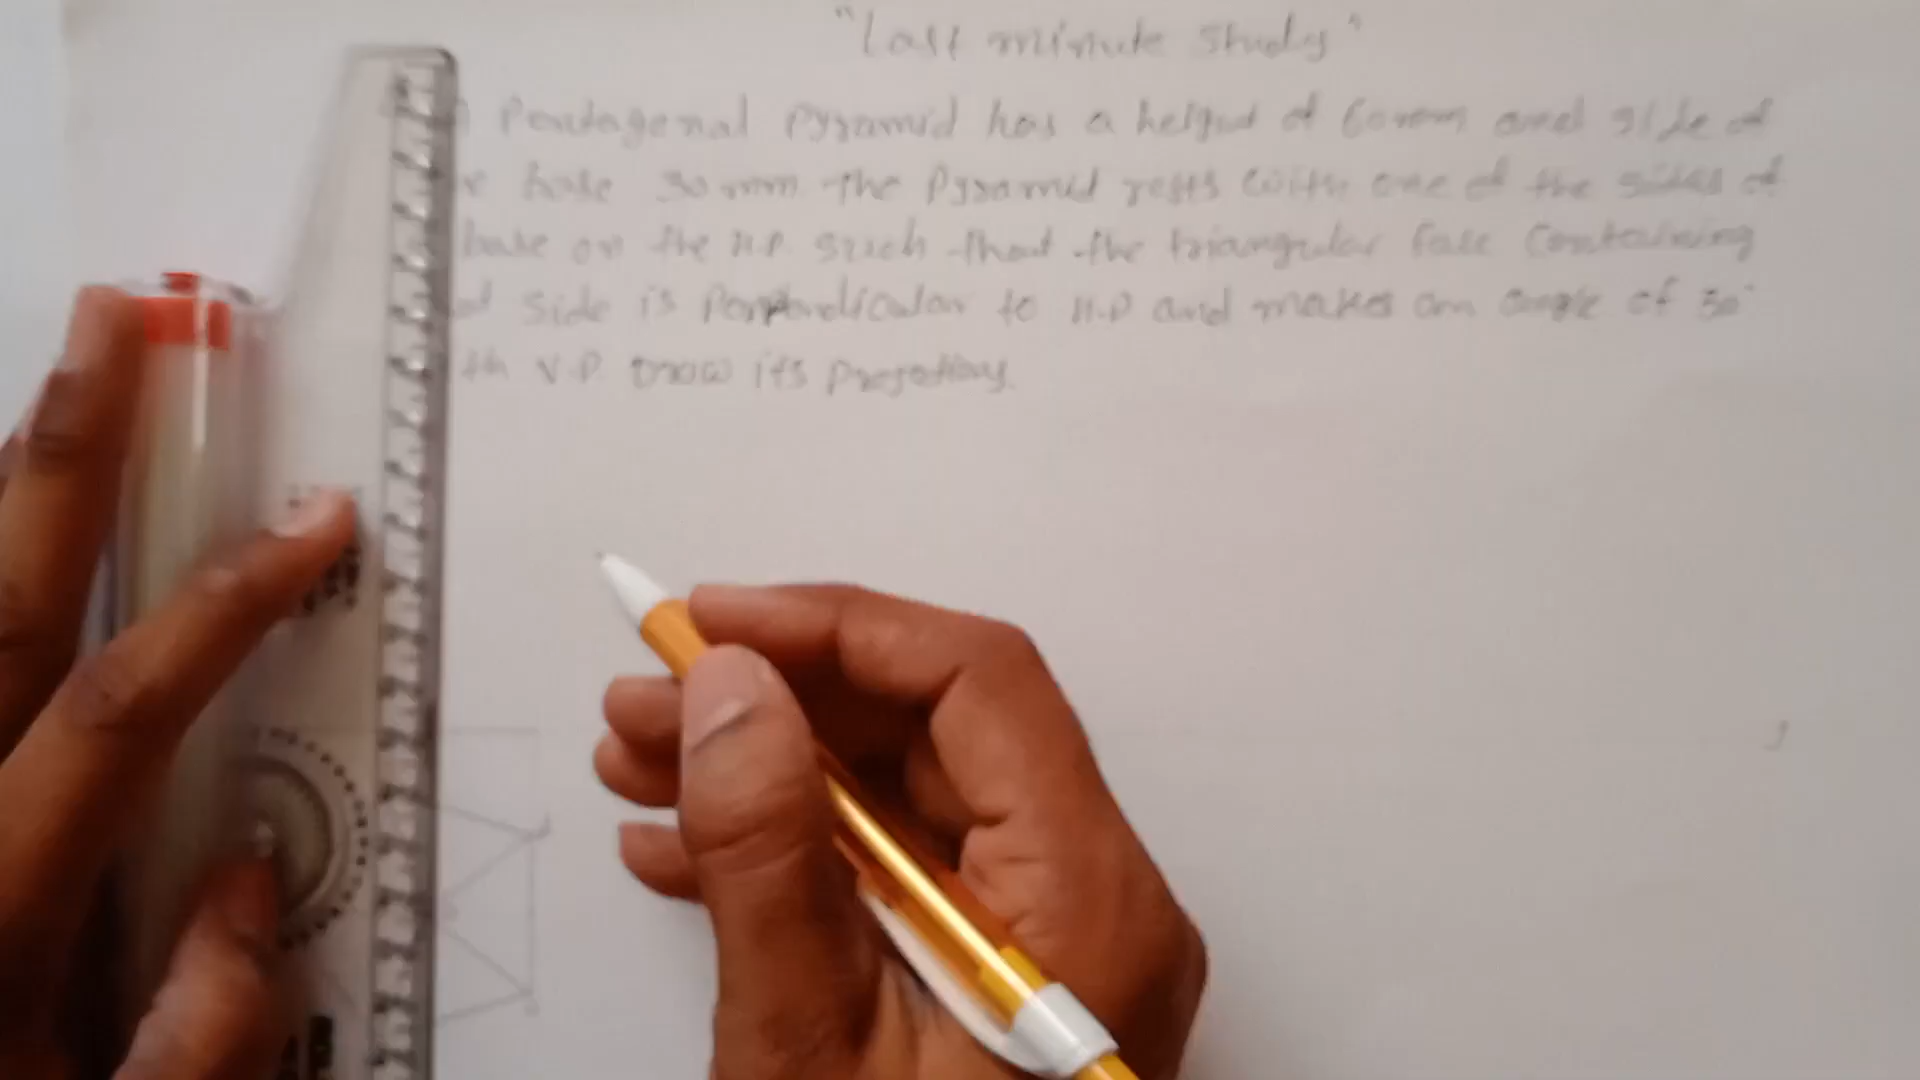 "Last minute study"
Pentagonal Pyramid has a height of 60mm and side of
base 30mm. The Pyramid rests with one of the sides of
base on the H.P. such that the triangular face containing
side is Perpendicular to H.P and makes an angle of 30°
V.P. Draw its Projections.